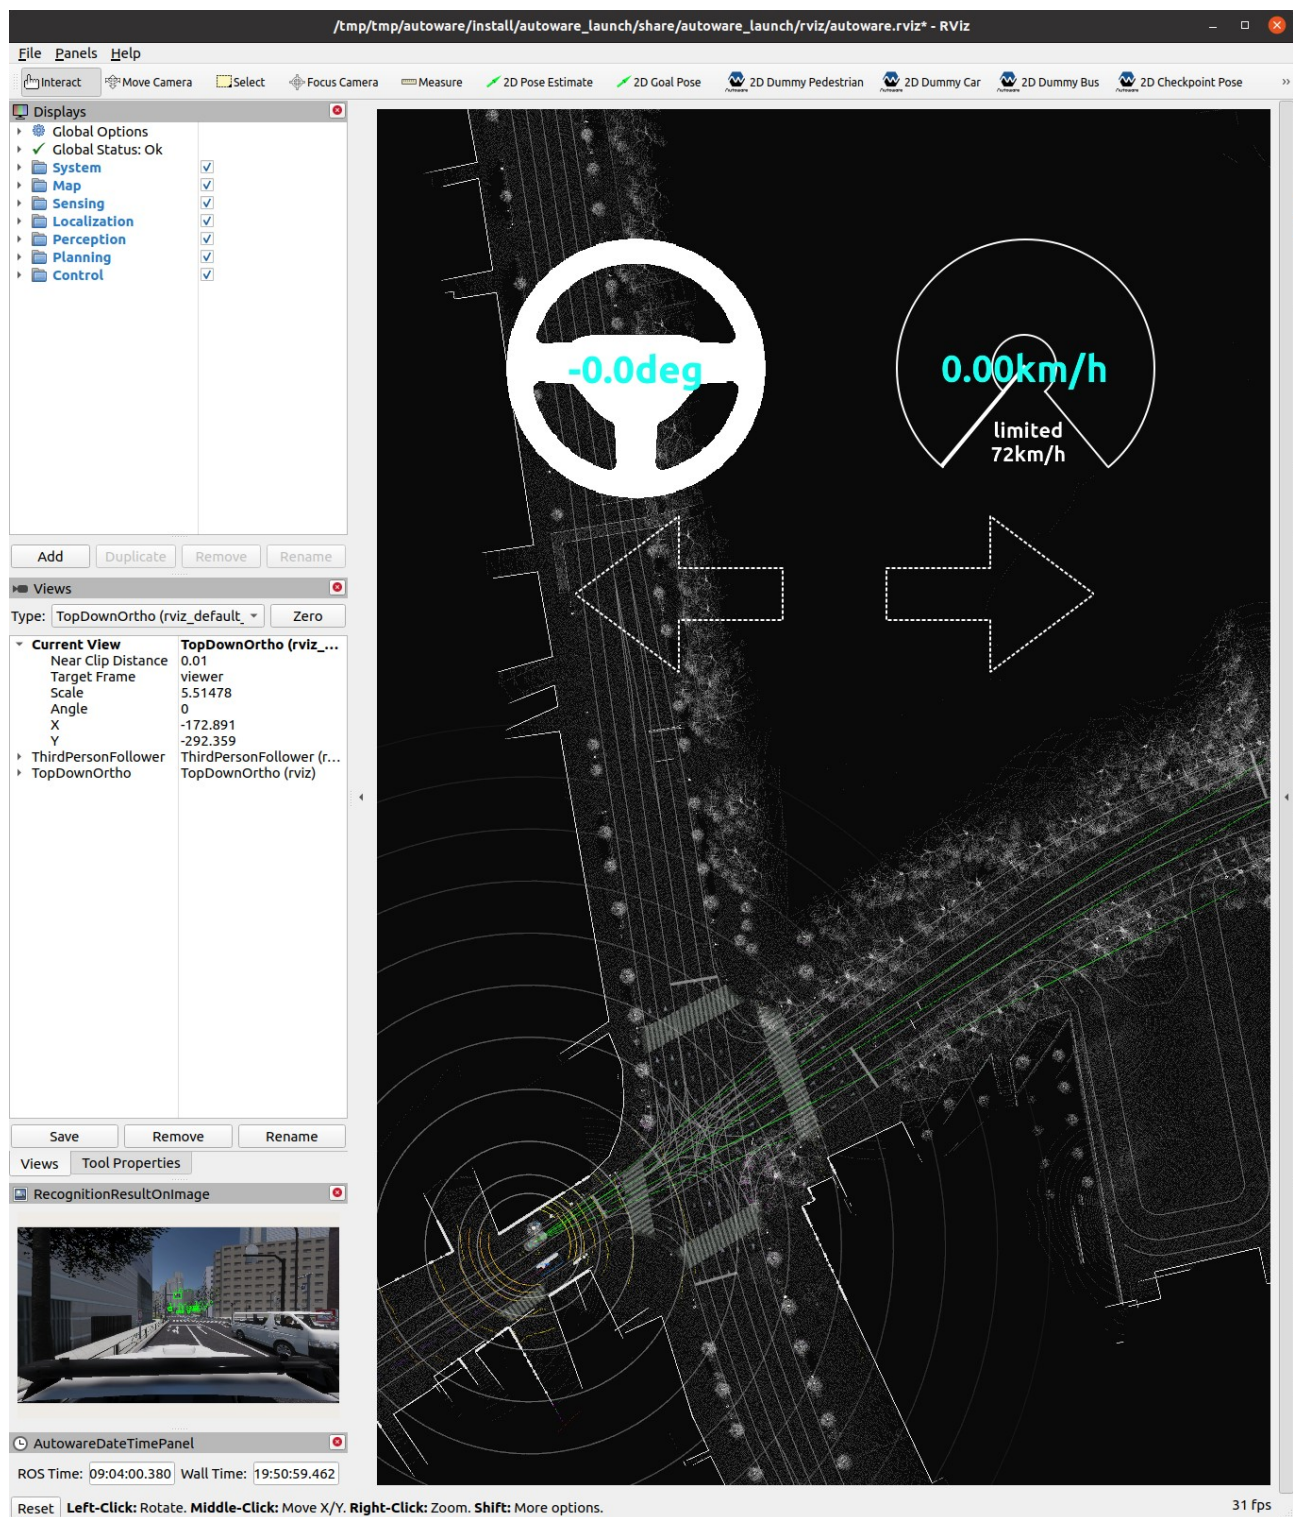 /tmp/tmp/autoware/install/autoware_launch/share/autoware_launch/rviz/autoware.rviz* - RViz
File Panels Help
Interact Move Camera Select Focus Camera Measure 2D Pose Estimate 2D Goal Pose 2D Dummy Pedestrian 2D Dummy Car 2D Dummy Bus 2D Checkpoint Pose »
Displays
Global Options
Global Status: Ok
System
Map
Sensing
Localization
Perception
Planning
Control
Add Duplicate Remove Rename
Views
Type: TopDownOrtho (rviz_default_ Zero
Current View TopDownOrtho (rviz_...
Near Clip Distance 0.01
Target Frame viewer
Scale 5.51478
Angle 0
X -172.891
Y -292.359
ThirdPersonFollower ThirdPersonFollower (r...
TopDownOrtho TopDownOrtho (rviz)
Save Remove Rename
Views Tool Properties
RecognitionResultOnImage
AutowareDateTimePanel
ROS Time: 09:04:00.380 Wall Time: 19:50:59.462
Reset Left-Click: Rotate. Middle-Click: Move X/Y. Right-Click: Zoom. Shift: More options. 31 fps
-0.0deg
0.00km/h
limited
72km/h